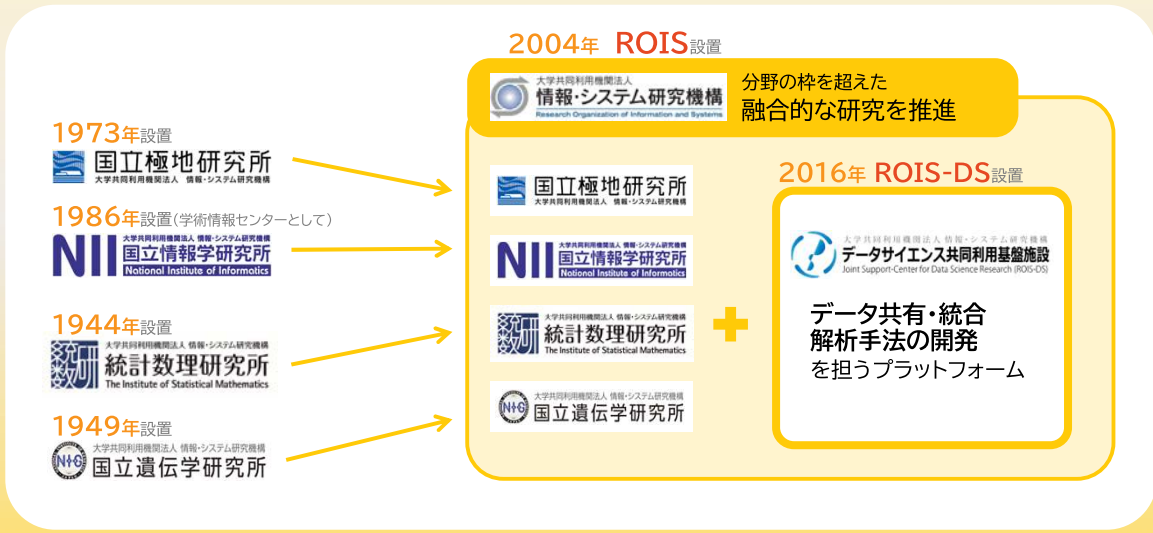 2004年 ROIS設置
大学共同利用機関法人
情報・システム研究機構
Research Organization of Information and Systems
分野の枠を超えた
融合的な研究を推進
1973年設置
国立極地研究所
大学共同利用機関法人 情報・システム研究機構
1986年設置(学術情報センターとして)
NII
大学共同利用機関法人 情報・システム研究機構
国立情報学研究所
National Institute of Informatics
1944年設置
統数研
大学共同利用機関法人 情報・システム研究機構
統計数理研究所
The Institute of Statistical Mathematics
1949年設置
NIG
大学共同利用機関法人 情報・システム研究機構
国立遺伝学研究所
国立極地研究所
大学共同利用機関法人 情報・システム研究機構
NII
大学共同利用機関法人 情報・システム研究機構
国立情報学研究所
National Institute of Informatics
統数研
大学共同利用機関法人 情報・システム研究機構
統計数理研究所
The Institute of Statistical Mathematics
NIG
大学共同利用機関法人 情報・システム研究機構
国立遺伝学研究所
2016年 ROIS-DS設置
大学共同利用機関法人 情報・システム研究機構
データサイエンス共同利用基盤施設
Joint Support-Center for Data Science Research (ROIS-DS)
データ共有・統合
解析手法の開発
を担うプラットフォーム